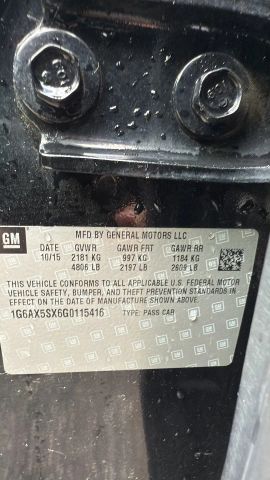 GM
MFD BY GENERAL MOTORS LLC
DATE GVWR GAWR FRT GAWR RR
10/15 2181 KG 997 KG 1184 KG
4806 LB 2197 LB 2609 LB
THIS VEHICLE CONFORMS TO ALL APPLICABLE U.S. FEDERAL MOTOR
VEHICLE SAFETY, BUMPER, AND THEFT PREVENTION STANDARDS IN
EFFECT ON THE DATE OF MANUFACTURE SHOWN ABOVE.
1G6AX5SX6G0115416 TYPE: PASS CAR